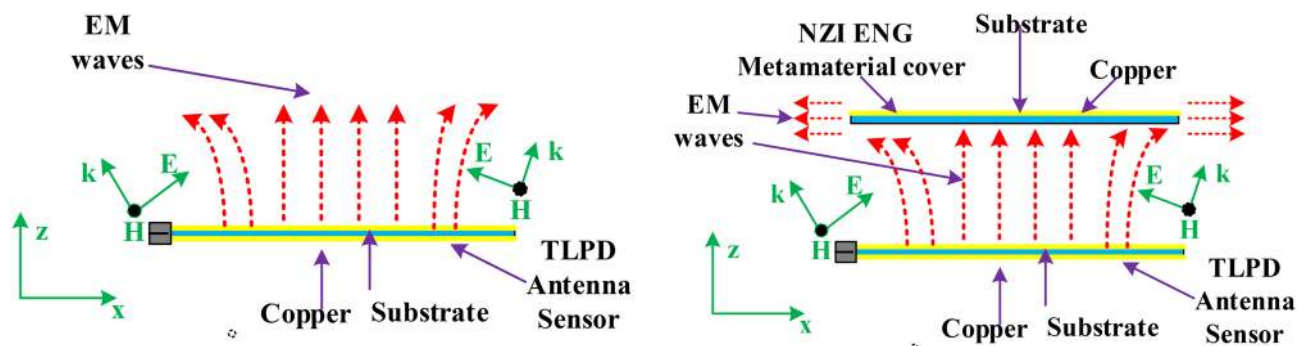 EM
waves
k
E
H
E
k
H
z
x
TLPD
Antenna
Sensor
Copper
Substrate
NZI ENG
Metamaterial cover
Substrate
Copper
EM
waves
k
E
H
E
k
H
z
x
TLPD
Antenna
Sensor
Copper
Substrate